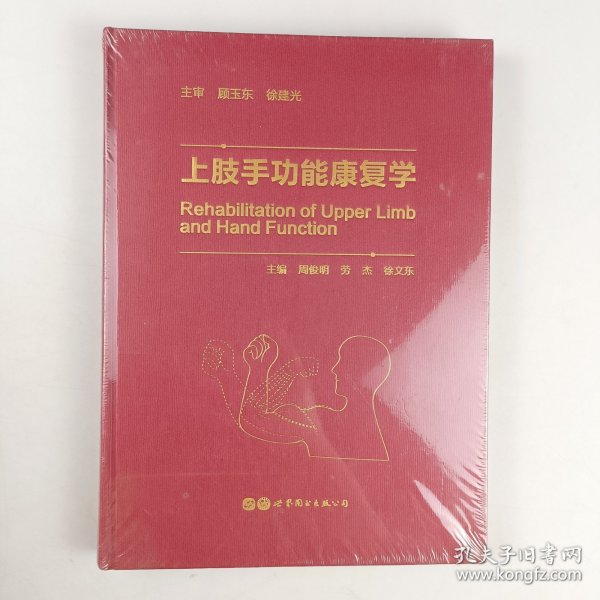 主审 顾玉东 徐建光
上肢手功能康复学
Rehabilitation of Upper Limb
and Hand Function
主编 周俊明 劳 杰 徐文东
世界图书出版公司
孔夫子旧书网
www.kongfz.com